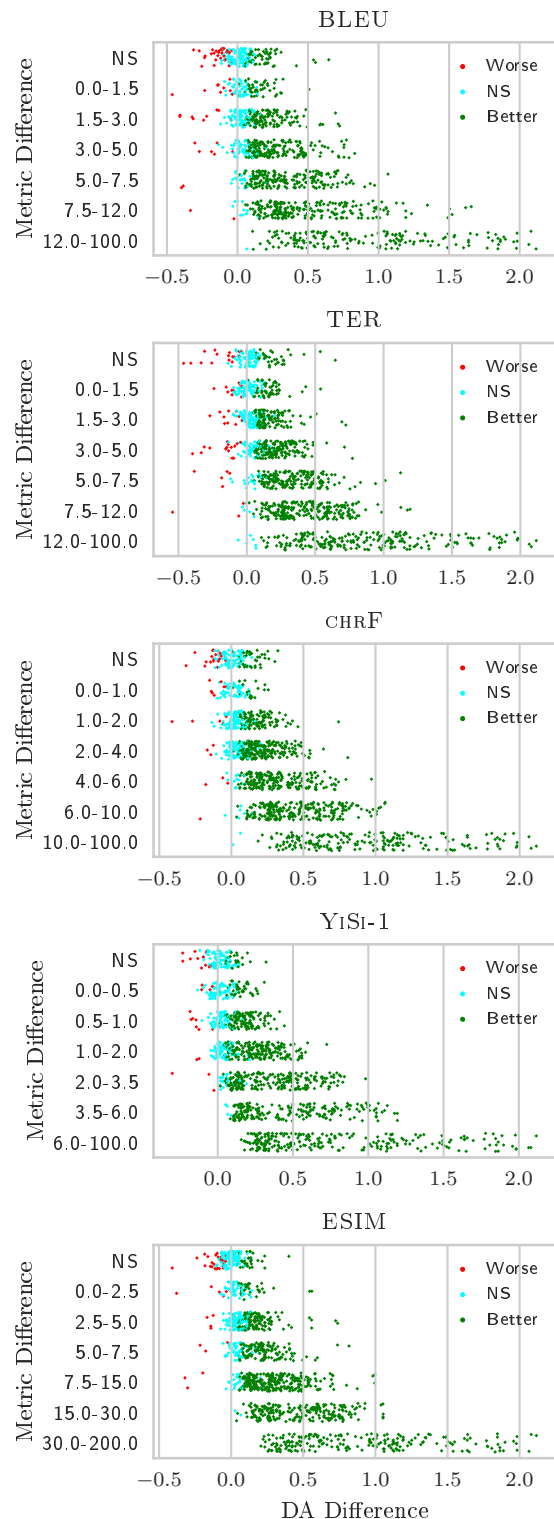 BLEU
Metric Difference
NS
0.0-1.5
1.5-3.0
3.0-5.0
5.0-7.5
7.5-12.0
12.0-100.0
Worse
NS
Better
−0.5 0.0 0.5 1.0 1.5 2.0
TER
Metric Difference
NS
0.0-1.5
1.5-3.0
3.0-5.0
5.0-7.5
7.5-12.0
12.0-100.0
Worse
NS
Better
−0.5 0.0 0.5 1.0 1.5 2.0
CHRF
Metric Difference
NS
0.0-1.0
1.0-2.0
2.0-4.0
4.0-6.0
6.0-10.0
10.0-100.0
Worse
NS
Better
−0.5 0.0 0.5 1.0 1.5 2.0
YISI-1
Metric Difference
NS
0.0-0.5
0.5-1.0
1.0-2.0
2.0-3.5
3.5-6.0
6.0-100.0
Worse
NS
Better
0.0 0.5 1.0 1.5 2.0
ESIM
Metric Difference
NS
0.0-2.5
2.5-5.0
5.0-7.5
7.5-15.0
15.0-30.0
30.0-200.0
Worse
NS
Better
−0.5 0.0 0.5 1.0 1.5 2.0
DA Difference